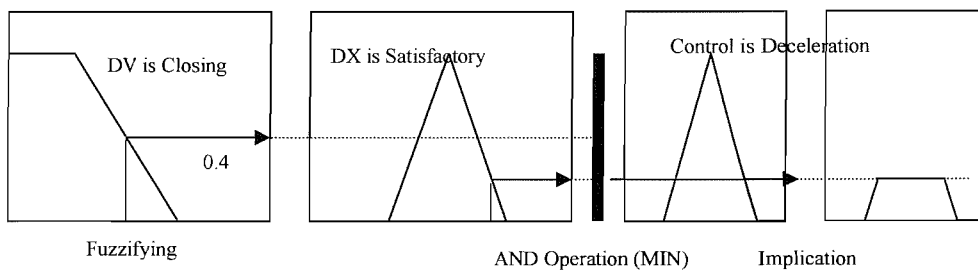 DV is Closing
DX is Satisfactory
Control is Deceleration
0.4
Fuzzifying
AND Operation (MIN)
Implication